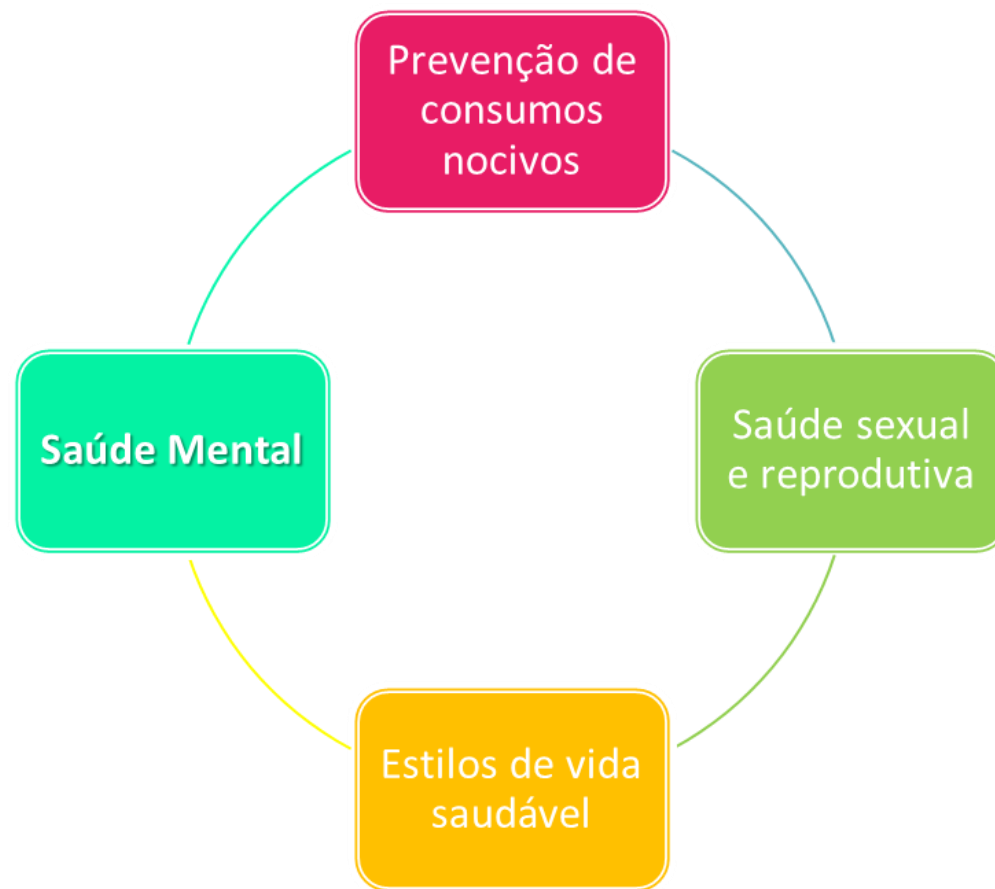 Prevenção de
consumos
nocivos
Saúde Mental
Saúde sexual
e reprodutiva
Estilos de vida
saudável